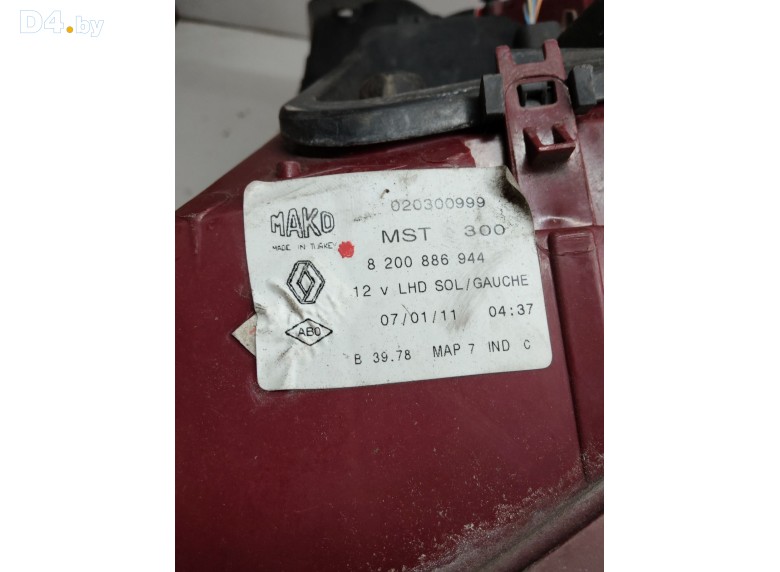 D4.by
020300999
MAKO
MADE IN TURKEY
MST 300
8 200 886 944
12 v LHD SOL/GAUCHE
07/01/11 04:37
ABO
B 39.78 MAP 7 IND C